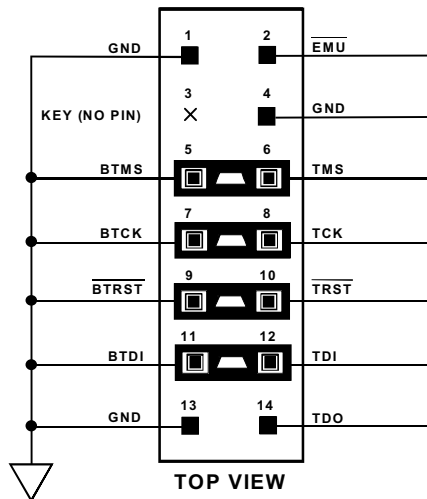 1 2
GND EMU
3 4
KEY (NO PIN) GND
5 6
BTMS TMS
7 8
BTCK TCK
9 10
BTRST TRST
11 12
BTDI TDI
13 14
GND TDO
TOP VIEW